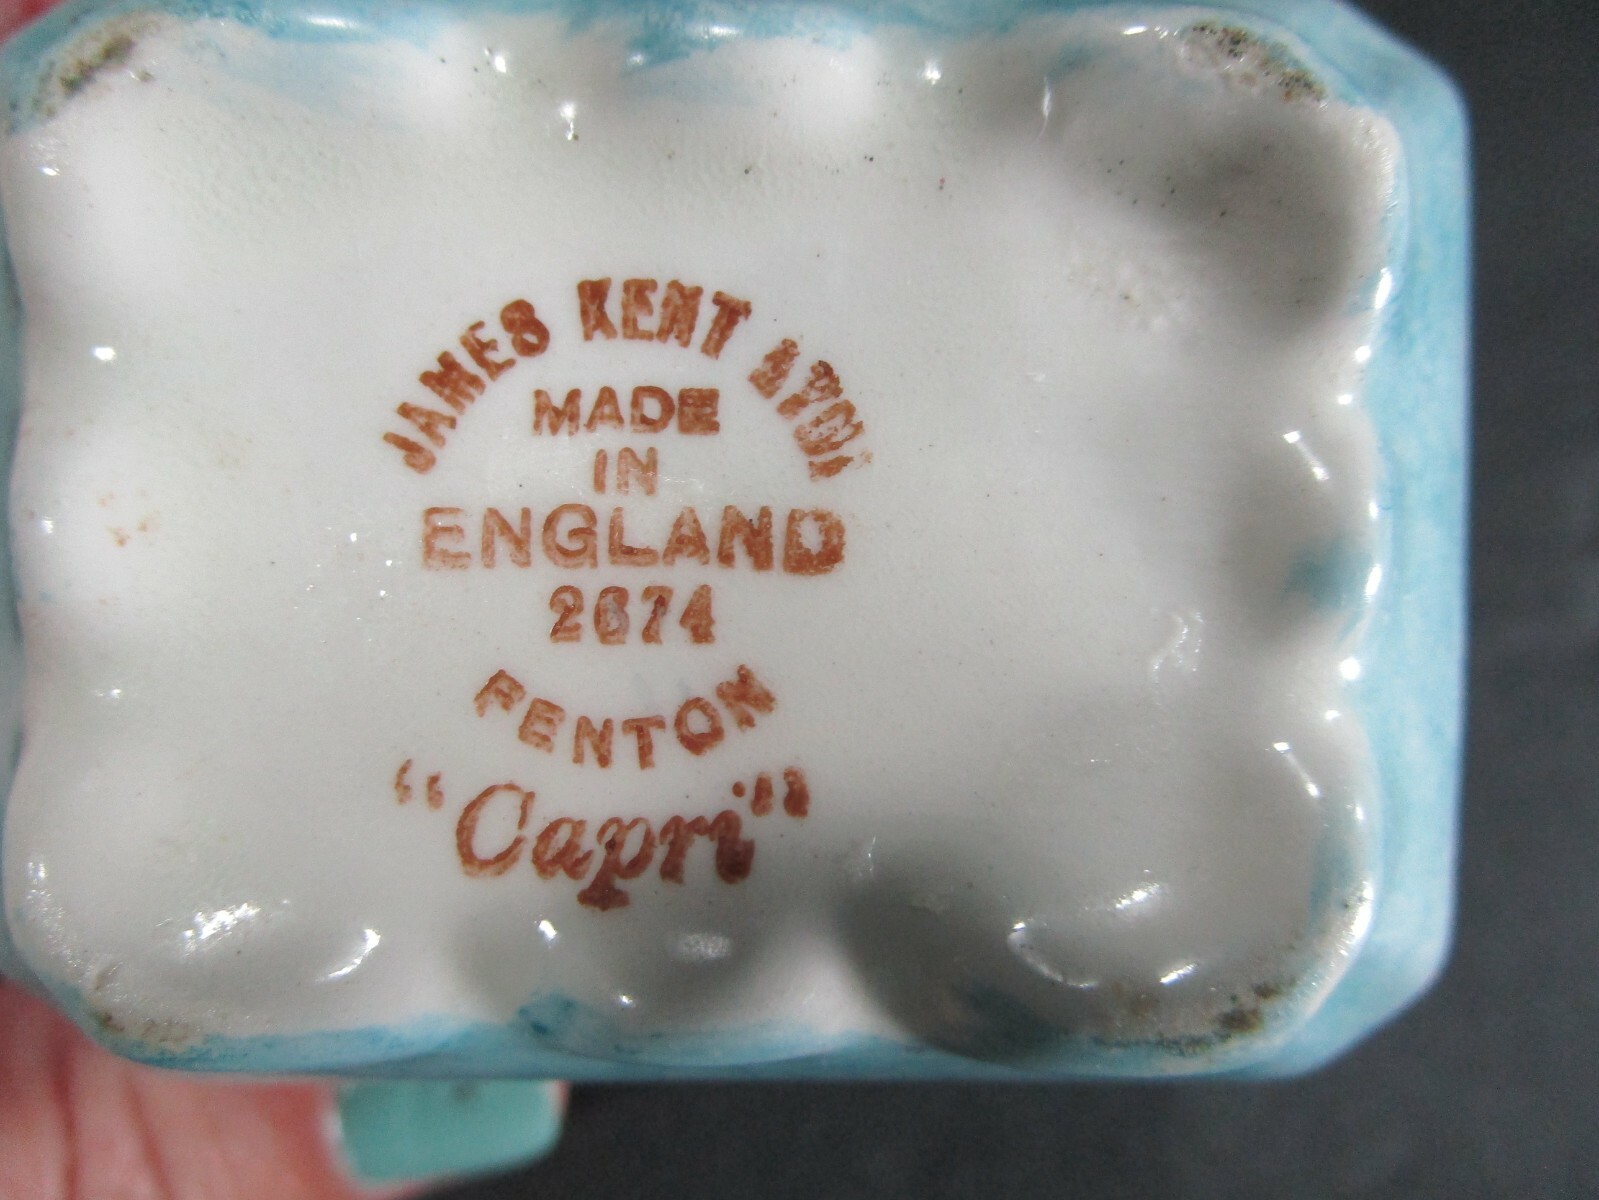 JAMES KENT LTD.
MADE
IN
ENGLAND
2674
FENTON
"Capri"